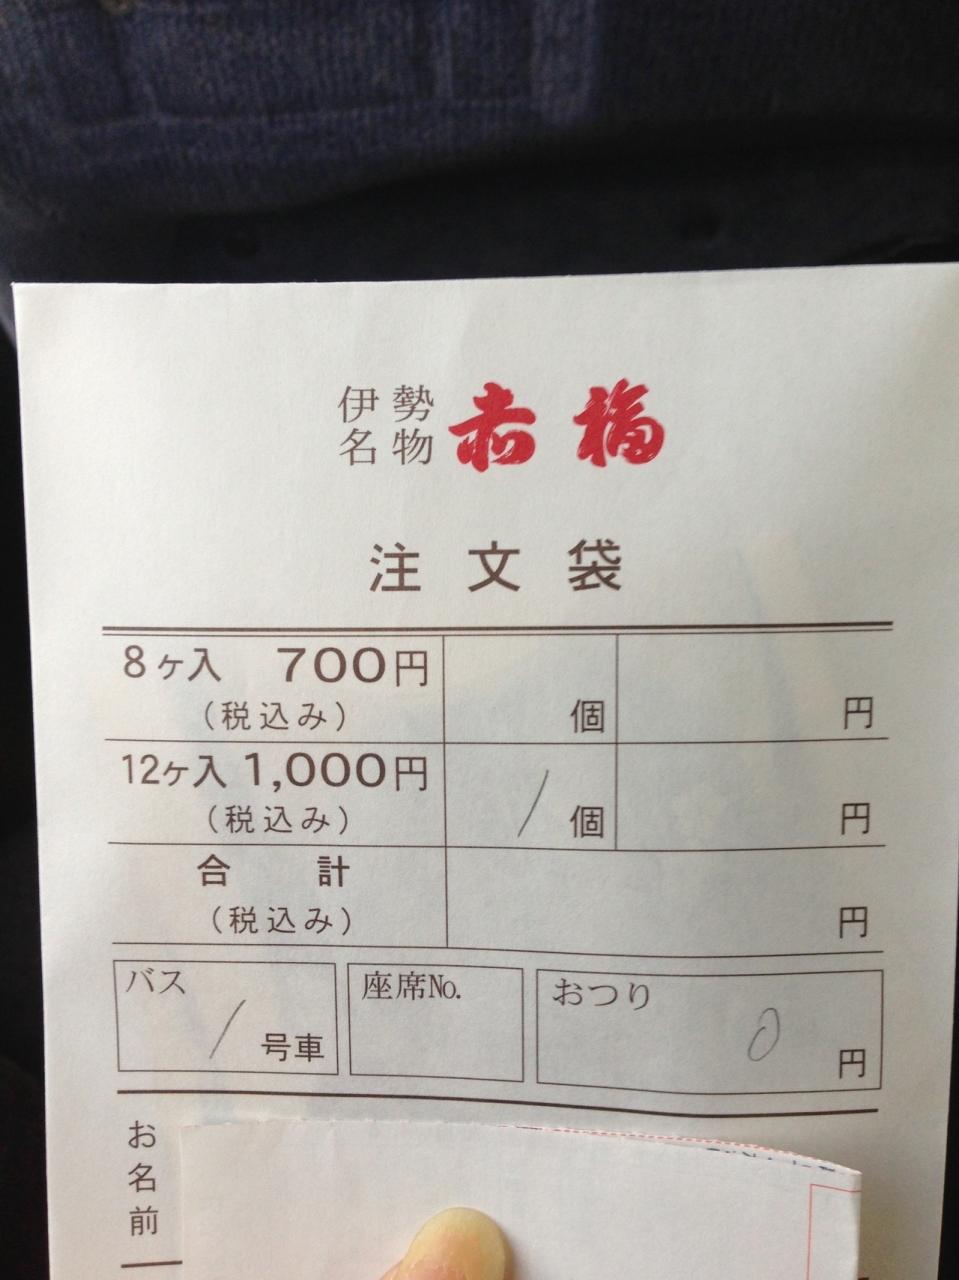 伊勢
名物
赤福
注文袋
8ヶ入 700円
(税込み)
個
円
12ヶ入 1,000円
(税込み)
/ 個
円
合計
(税込み)
円
バス
/ 号車
座席No.
おつり
0 円
お名前